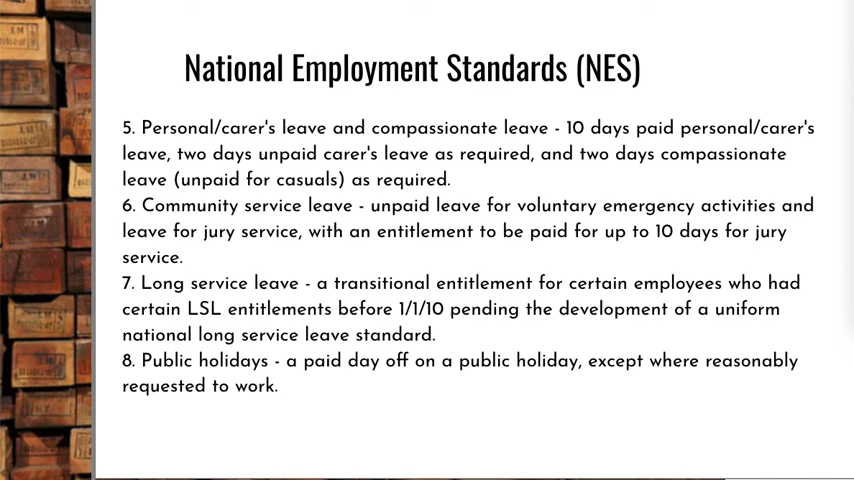 National Employment Standards (NES)
5. Personal/carer's leave and compassionate leave - 10 days paid personal/carer's
leave, two days unpaid carer's leave as required, and two days compassionate
leave (unpaid for casuals) as required.
6. Community service leave - unpaid leave for voluntary emergency activities and
leave for jury service, with an entitlement to be paid for up to 10 days for jury
service.
7. Long service leave - a transitional entitlement for certain employees who had
certain LSL entitlements before 1/1/10 pending the development of a uniform
national long service leave standard.
8. Public holidays - a paid day off on a public holiday, except where reasonably
requested to work.